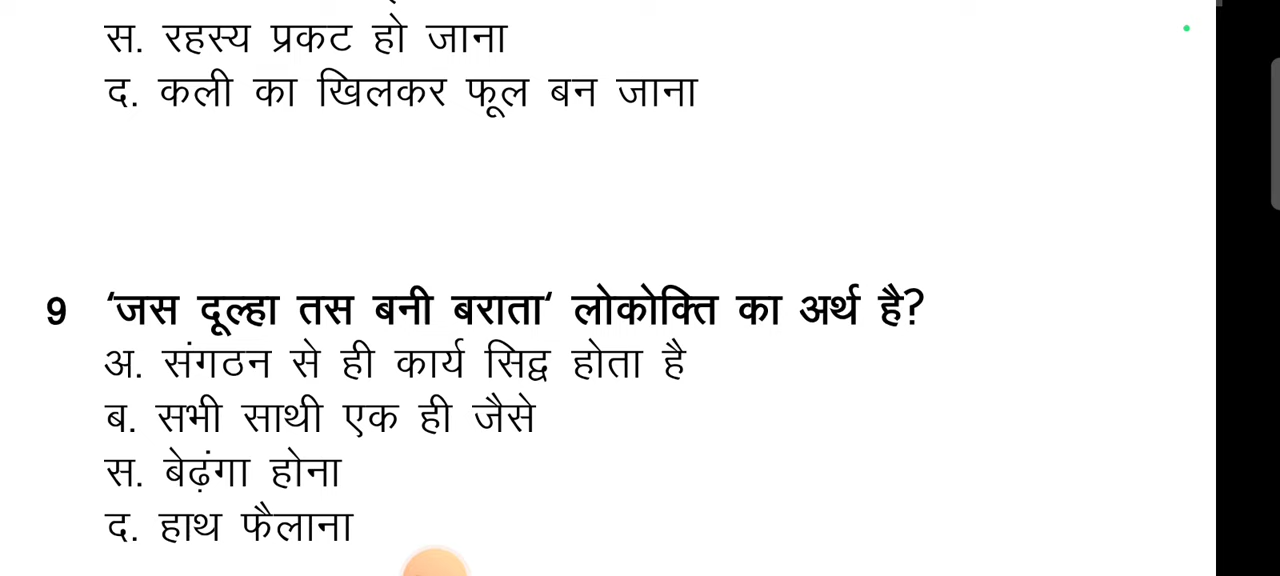 स. रहस्य प्रकट हो जाना
द. कली का खिलकर फूल बन जाना
9 ‘जस दूल्हा तस बनी बराता‘ लोकोक्ति का अर्थ है?
अ. संगठन से ही कार्य सिद्व होता है
ब. सभी साथी एक ही जैसे
स. बेढ़ंगा होना
द. हाथ फैलाना